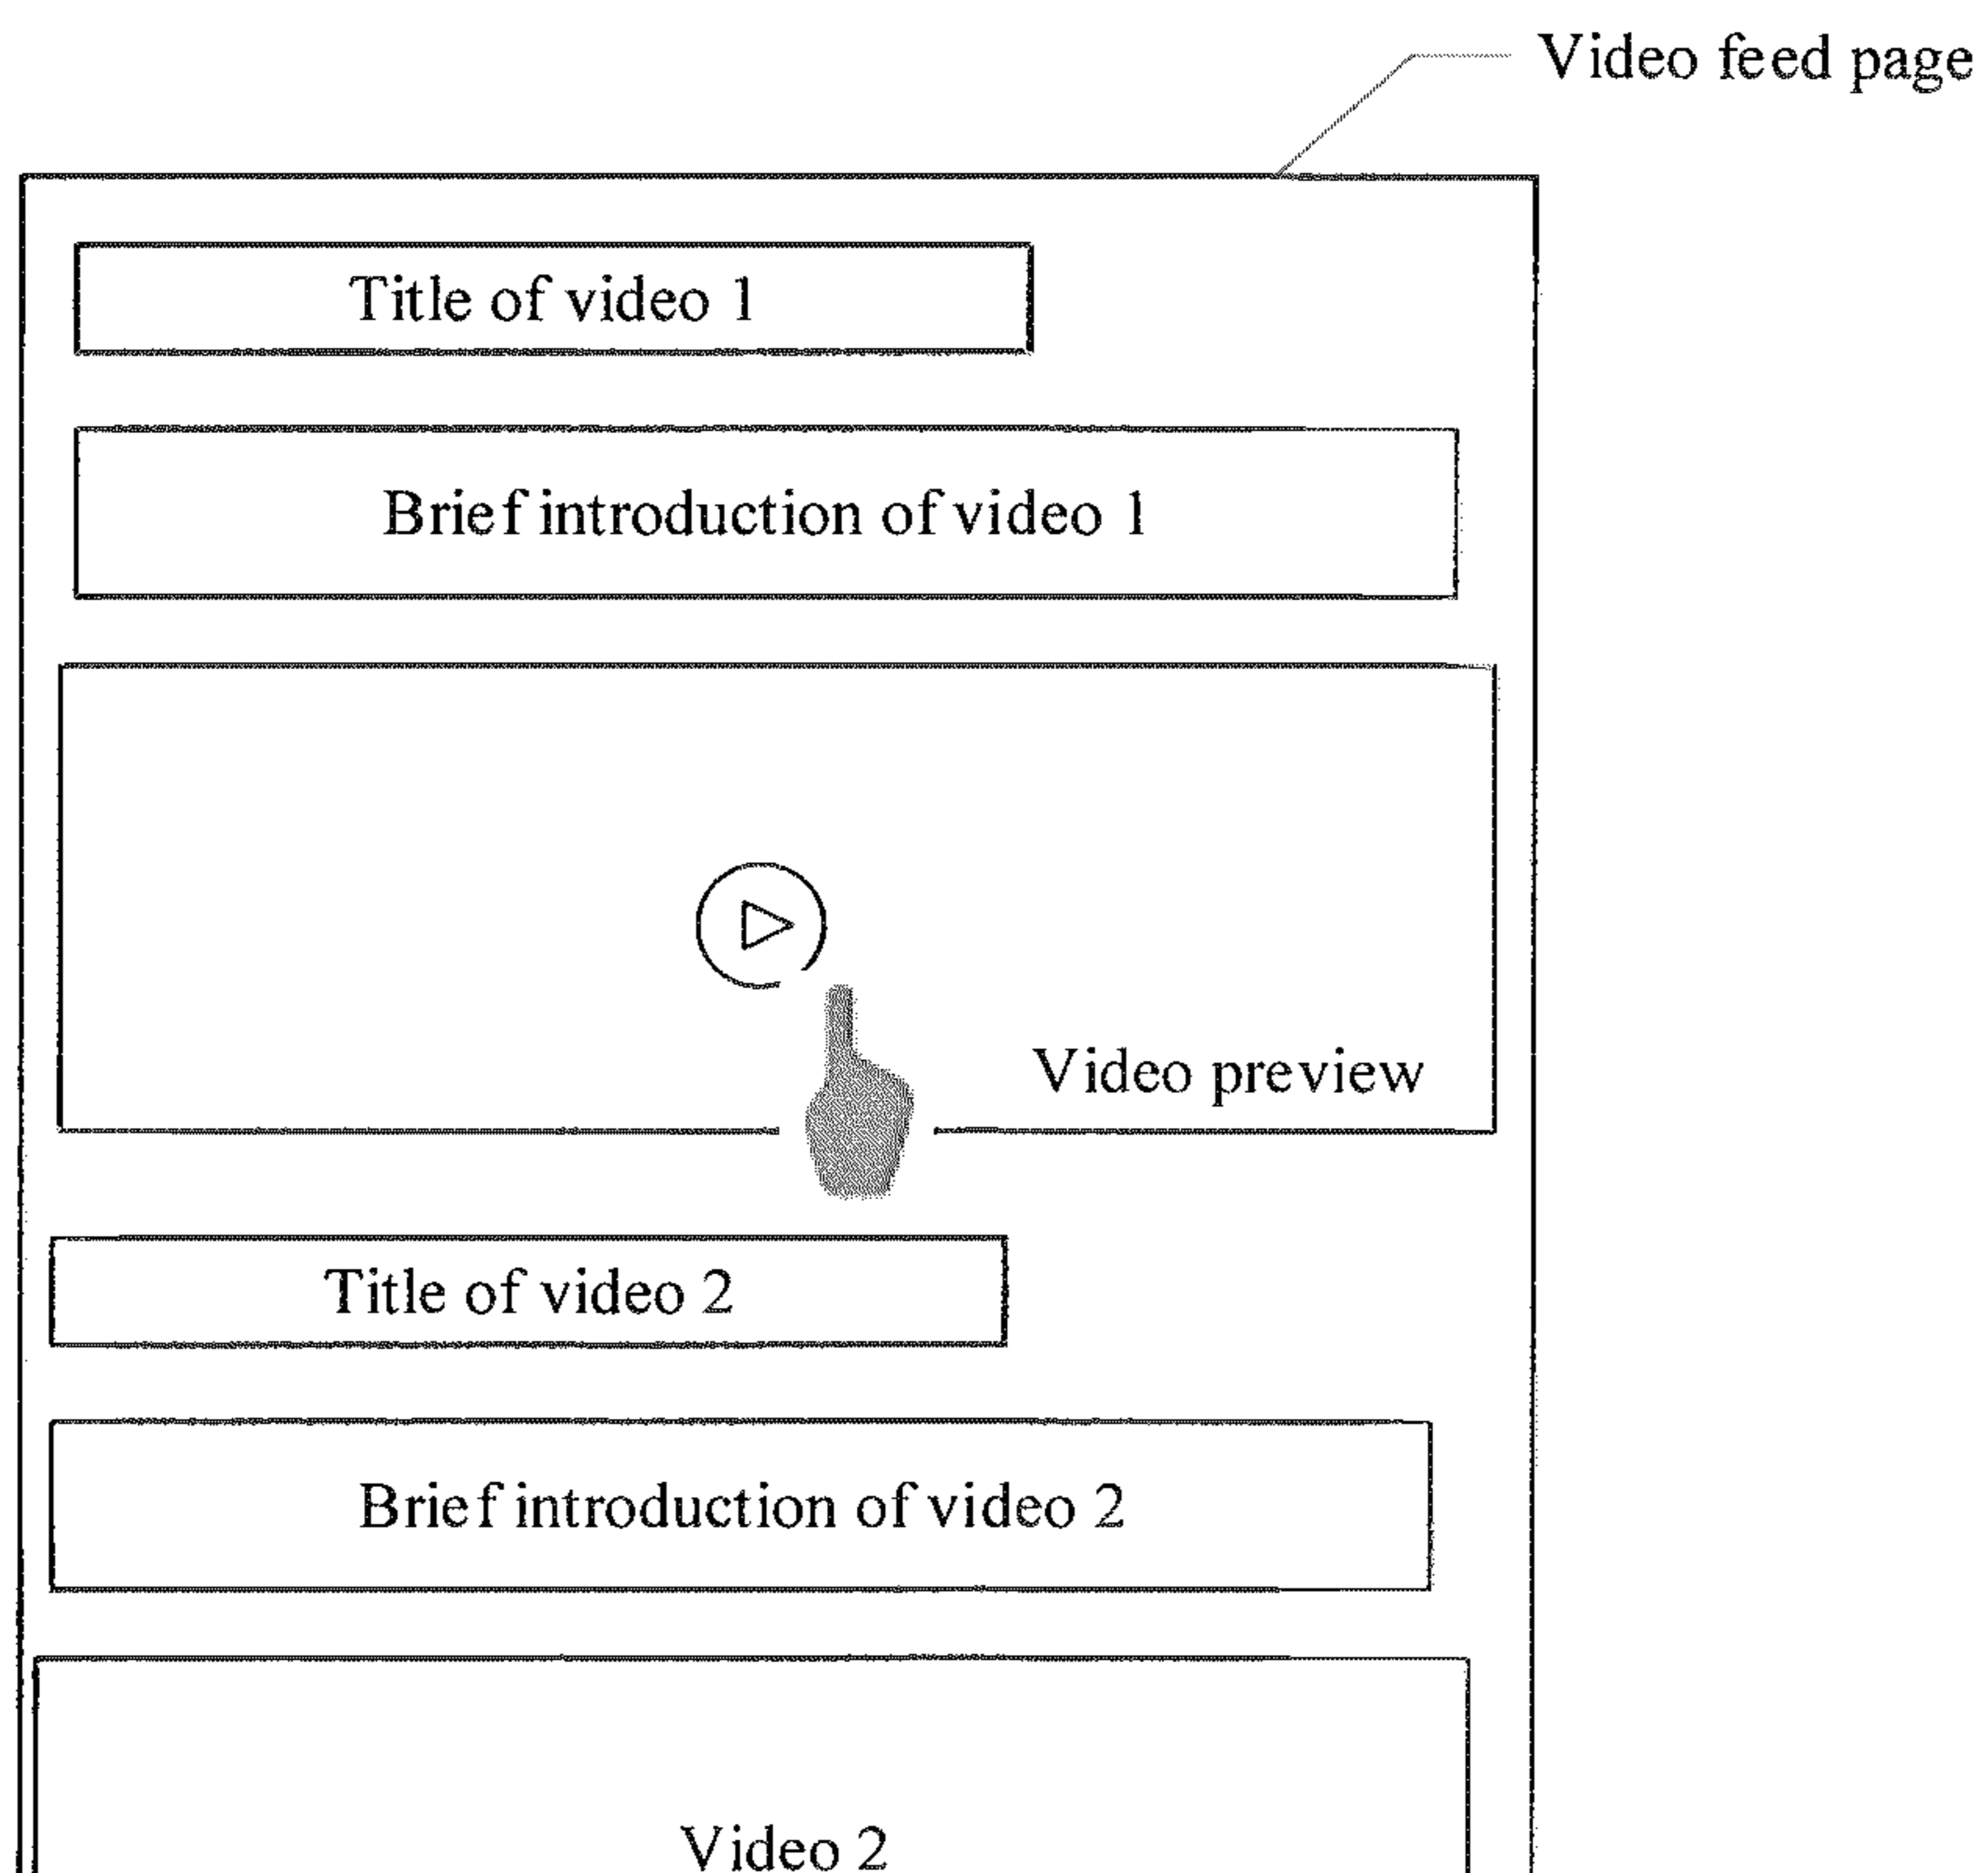 Video feed page
Title of video 1
Brief introduction of video 1
Video preview
Title of video 2
Brief introduction of video 2
Video 2